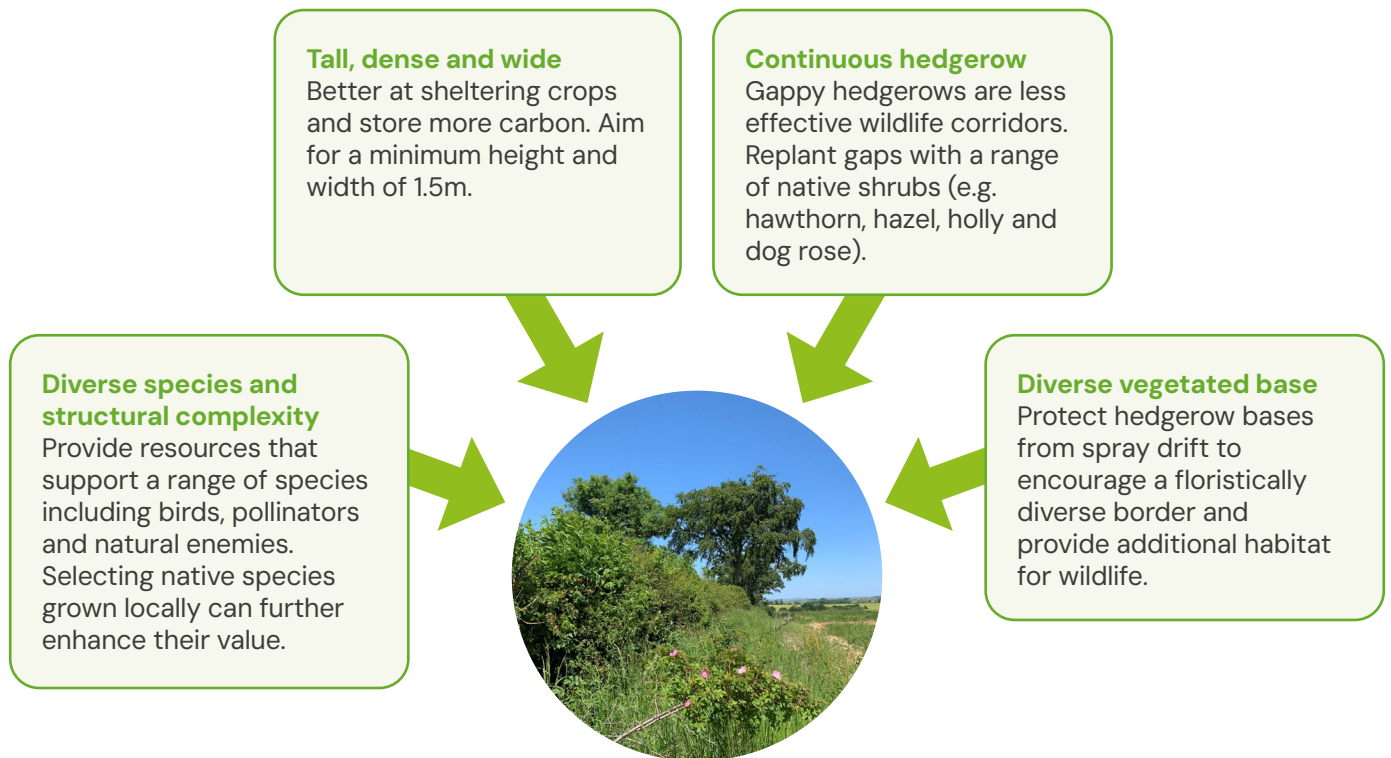 Tall, dense and wide
Better at sheltering crops
and store more carbon. Aim
for a minimum height and
width of 1.5m.
Continuous hedgerow
Gappy hedgerows are less
effective wildlife corridors.
Replant gaps with a range
of native shrubs (e.g.
hawthorn, hazel, holly and
dog rose).
Diverse species and
structural complexity
Provide resources that
support a range of species
including birds, pollinators
and natural enemies.
Selecting native species
grown locally can further
enhance their value.
Diverse vegetated base
Protect hedgerow bases
from spray drift to
encourage a floristically
diverse border and
provide additional habitat
for wildlife.